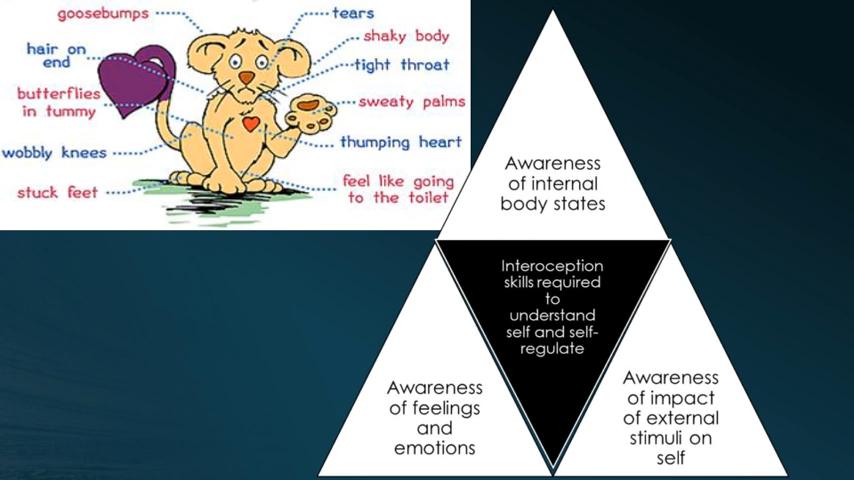 goosebumps
hair on
end
butterflies
in tummy
wobbly knees
stuck feet
tears
shaky body
tight throat
sweaty palms
thumping heart
feel like going
to the toilet
Awareness
of internal
body states
Interoception
skills required
to
understand
self and self-
regulate
Awareness
of feelings
and
emotions
Awareness
of impact
of external
stimuli on
self